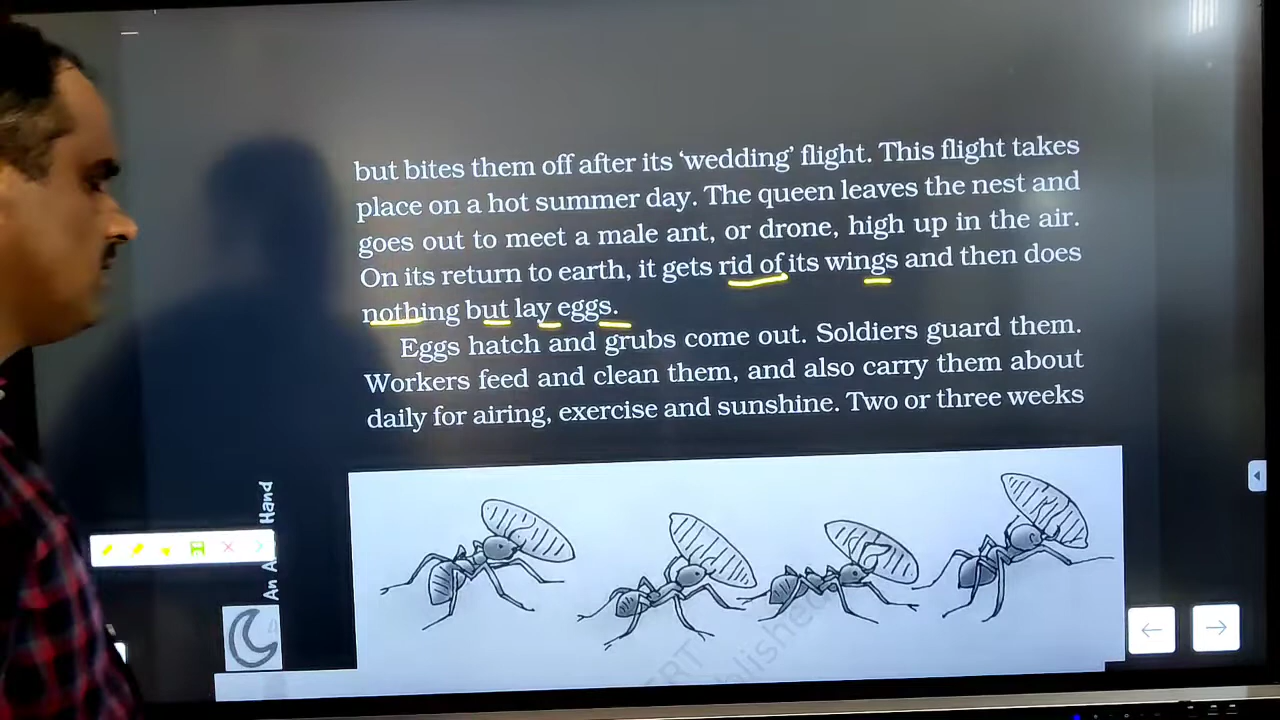 but bites them off after its ‘wedding’ flight. This flight takes
place on a hot summer day. The queen leaves the nest and
goes out to meet a male ant, or drone, high up in the air.
On its return to earth, it gets rid of its wings and then does
nothing but lay eggs.
Eggs hatch and grubs come out. Soldiers guard them.
Workers feed and clean them, and also carry them about
daily for airing, exercise and sunshine. Two or three weeks
An A Hand